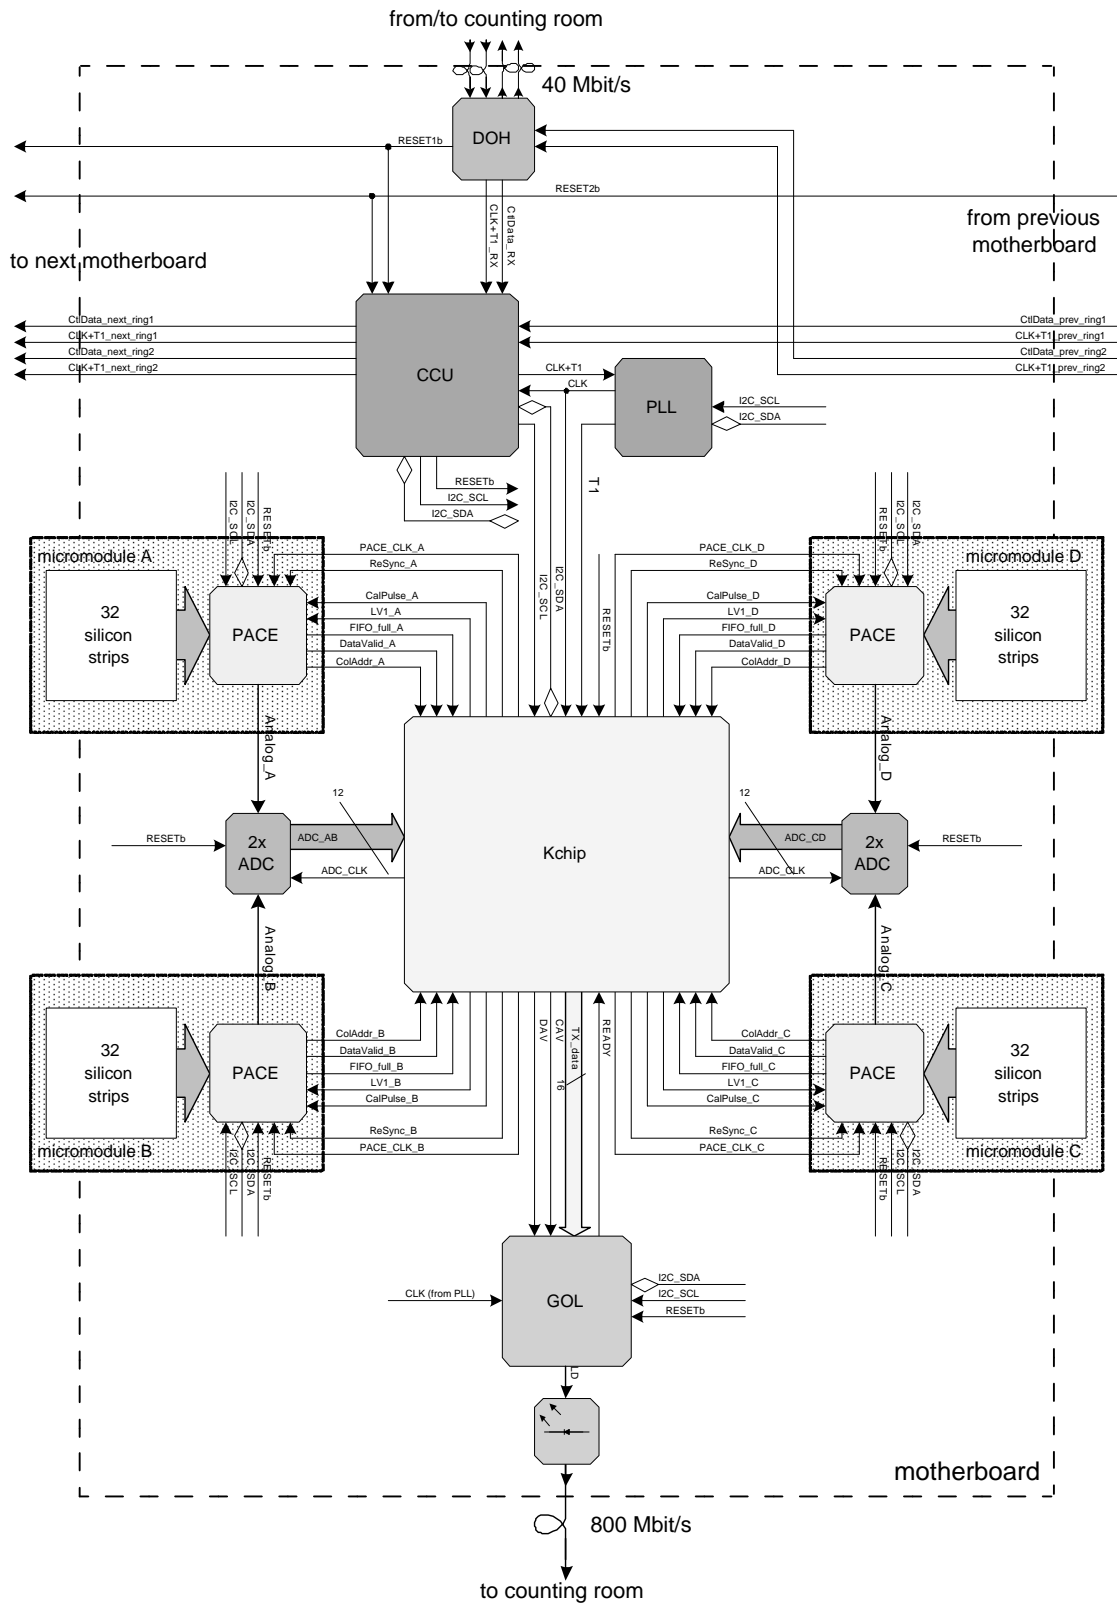 from/to counting room
40 Mbit/s
DOH
RESET1b
RESET2b
CLK+T1_RX
CtlData_RX
from previous
motherboard
to next motherboard
CtlData_next_ring1
CLK+T1_next_ring1
CtlData_next_ring2
CLK+T1_next_ring2
CCU
CLK+T1
CLK
PLL
CtlData_prev_ring1
CLK+T1_prev_ring1
CtlData_prev_ring2
CLK+T1_prev_ring2
I2C_SCL
I2C_SDA
RESETb
I2C_SCL
I2C_SDA
T1
I2C_SCL
I2C_SDA
RESETb
I2C_SCL
I2C_SDA
RESETb
RESETb
I2C_SCL
I2C_SDA
micromodule A
32
silicon
strips
PACE
PACE_CLK_A
ReSync_A
CalPulse_A
LV1_A
FIFO_full_A
DataValid_A
ColAddr_A
PACE_CLK_D
ReSync_D
CalPulse_D
LV1_D
FIFO_full_D
DataValid_D
ColAddr_D
micromodule D
PACE
32
silicon
strips
Analog_A
Analog_D
RESETb
2x
ADC
12
ADC_AB
ADC_CLK
Kchip
12
ADC_CD
ADC_CLK
2x
ADC
RESETb
Analog_B
Analog_C
32
silicon
strips
PACE
micromodule B
ColAddr_B
DataValid_B
FIFO_full_B
LV1_B
CalPulse_B
ReSync_B
PACE_CLK_B
DAV
CAV
TX_data
16
READY
ColAddr_C
DataValid_C
FIFO_full_C
LV1_C
CalPulse_C
ReSync_C
PACE_CLK_C
PACE
32
silicon
strips
micromodule C
I2C_SCL
I2C_SDA
RESETb
RESETb
I2C_SCL
I2C_SDA
CLK (from PLL)
GOL
I2C_SDA
I2C_SCL
RESETb
LD
motherboard
800 Mbit/s
to counting room